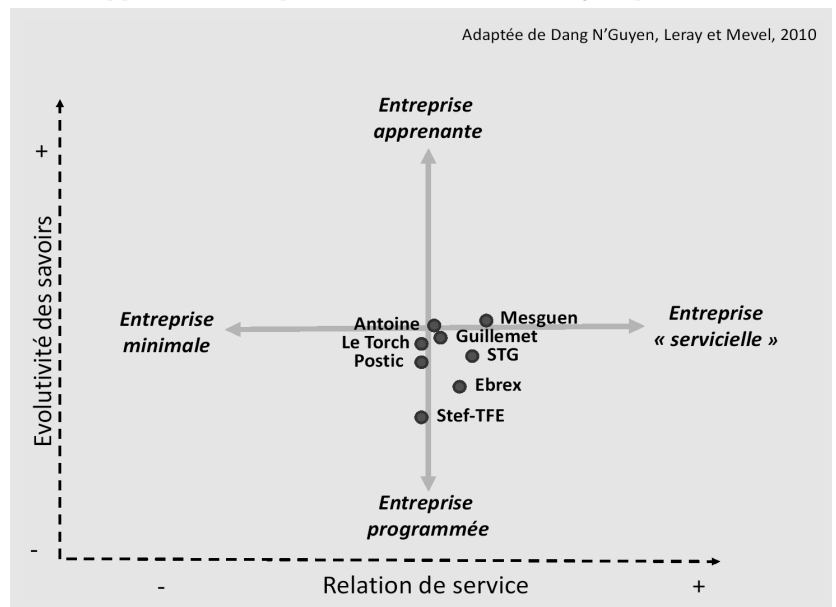 Adaptée de Dang N'Guyen, Leray et Mevel, 2010
Entreprise
apprenante
+
Evolutivité des savoirs
-
Entreprise
minimale
Entreprise
« servicielle »
Antoine
Mesguen
Le Torch
Guillemet
Postic
STG
Ebrex
Stef-TFE
Entreprise
programmée
-
Relation de service
+